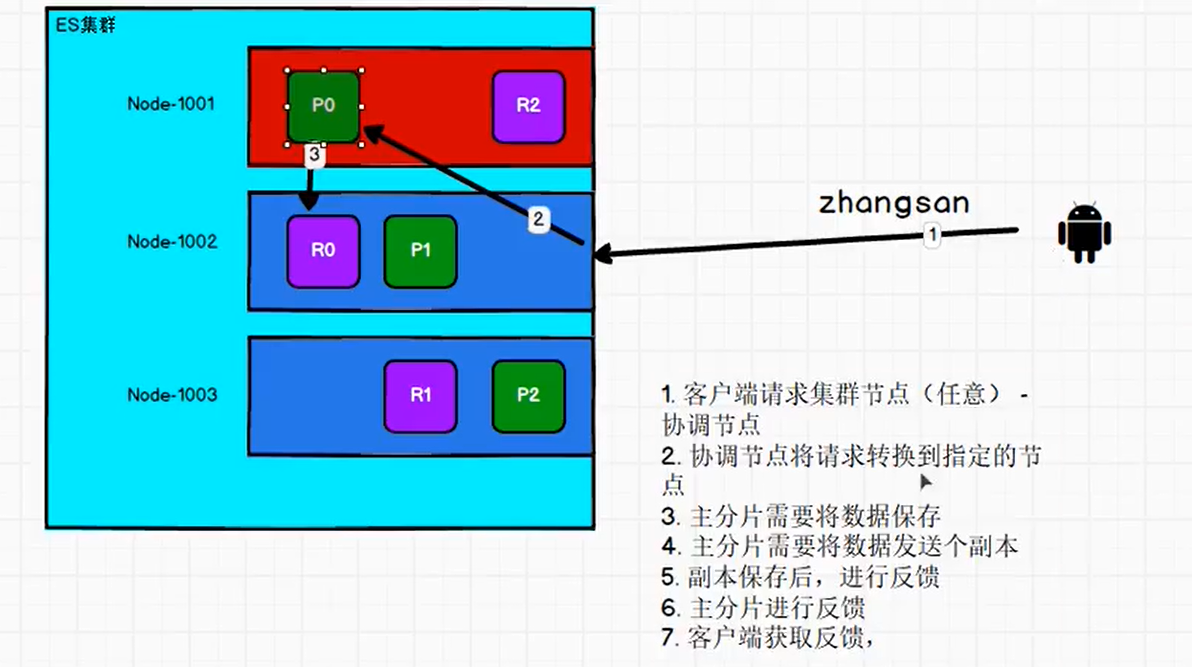 ES集群
Node-1001
P0
R2
3
2
zhangsan
1
Node-1002
R0
P1
Node-1003
R1
P2
1. 客户端请求集群节点（任意） -
协调节点
2. 协调节点将请求转换到指定的节
点
3. 主分片需要将数据保存
4. 主分片需要将数据发送个副本
5. 副本保存后，进行反馈
6. 主分片进行反馈
7. 客户端获取反馈，